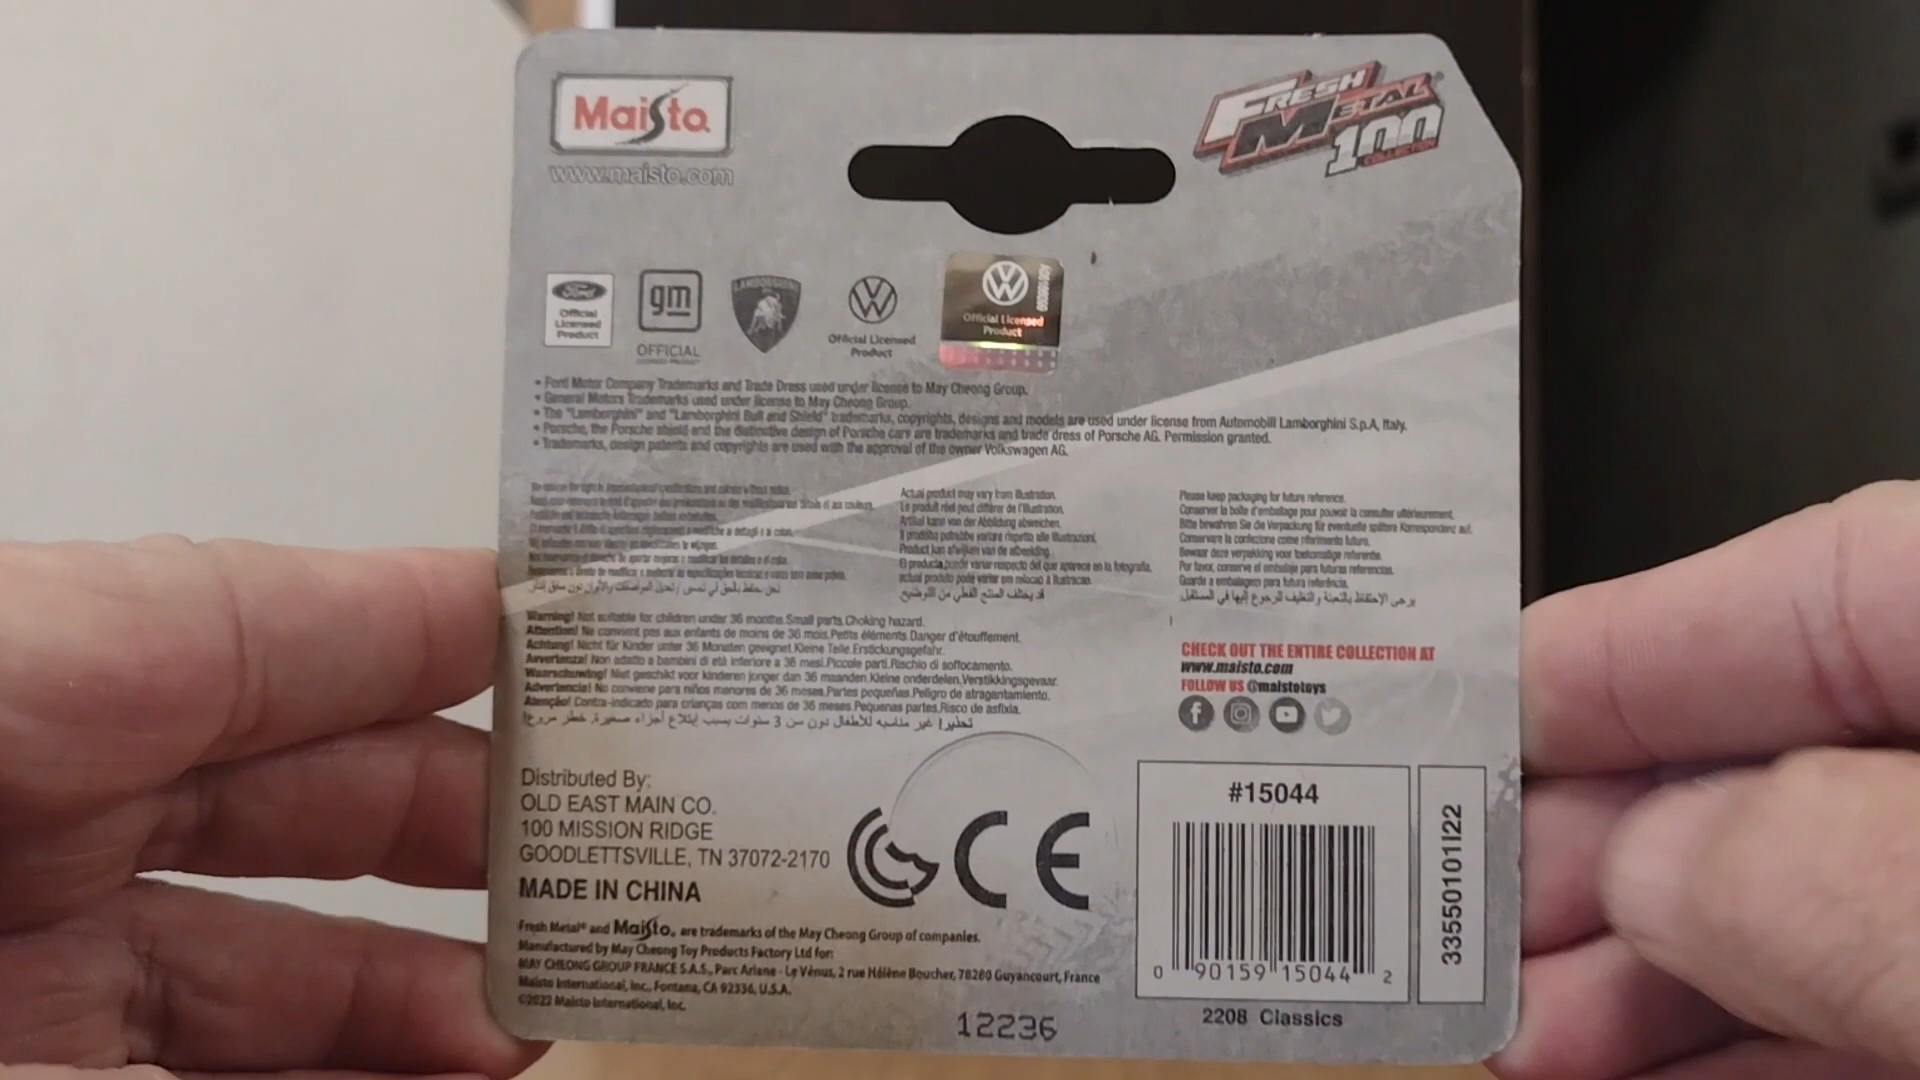 Maisto
www.maisto.com
FRESH METAL 100 COLLECTION
Ford
Official Licensed Product
gm
OFFICIAL
LAMBORGHINI
Official Licensed Product
Official Licensed Product
• Ford Motor Company Trademarks and Trade Dress used under license to May Cheong Group.
• General Motors Trademarks used under license to May Cheong Group.
• The "Lamborghini" and "Lamborghini Bull and Shield" trademarks, copyrights, designs and models are used under license from Automobili Lamborghini S.p.A, Italy.
• Porsche, the Porsche shield and the distinctive design of Porsche cars are trademarks and trade dress of Porsche AG. Permission granted.
• Trademarks, design patents and copyrights are used with the approval of the owner Volkswagen AG.
Actual product may vary from illustration.
Le produit réel peut différer de l'illustration.
Artikel kann von der Abbildung abweichen.
Il prodotto potrebbe variare rispetto alle illustrazioni.
Product kan afwijken van de afbeelding.
El producto puede variar respecto del que aparece en la fotografía.
قد يختلف المنتج الفعلي عن التوضيح.
Please keep packaging for future reference.
Conserver la boîte d'emballage pour pouvoir la consulter ultérieurement.
Bitte bewahren Sie die Verpackung für eventuelle spätere Korrespondenz auf.
Conservare la confezione come riferimento futuro.
Bewaar deze verpakking voor toekomstige referentie.
Por favor, conserve el embalaje para futuras referencias.
Guarde a embalagem para futura referência.
يرجى الإحتفاظ بالتعبئة والتغليف للرجوع إليها في المستقبل.
Warning! Not suitable for children under 36 months.Small parts.Choking hazard.
Attention! Ne convient pas aux enfants de moins de 36 mois.Petits éléments.Danger d'étouffement.
Achtung! Nicht für Kinder unter 36 Monaten geeignet.Kleine Teile.Erstickungsgefahr.
Avvertenza! Non adatto a bambini di età inferiore a 36 mesi.Piccole parti.Rischio di soffocamento.
Waarschuwing! Niet geschikt voor kinderen jonger dan 36 maanden.Kleine onderdelen.Verstikkingsgevaar.
Advertencia! No conviene para niños menores de 36 meses.Partes pequeñas.Peligro de atragantamiento.
Atenção! Contra-indicado para crianças com menos de 36 meses.Pequenas partes.Risco de asfixia.
CHECK OUT THE ENTIRE COLLECTION AT
www.maisto.com
FOLLOW US @maistotoys
Distributed By:
OLD EAST MAIN CO.
100 MISSION RIDGE
GOODLETTSVILLE, TN 37072-2170
MADE IN CHINA
CE
Fresh Metal® and Maisto® are trademarks of the May Cheong Group of companies.
Manufactured by May Cheong Toy Products Factory Ltd for:
MAY CHEONG GROUP FRANCE S.A.S., Parc Ariane - Le Vénus, 2 rue Hélène Boucher, 78280 Guyancourt, France
Maisto International, Inc., Fontana, CA 92336, U.S.A.
©2022 Maisto International, Inc.
12236
#15044
0 90159 15044 2
2208 Classics
33550101I22